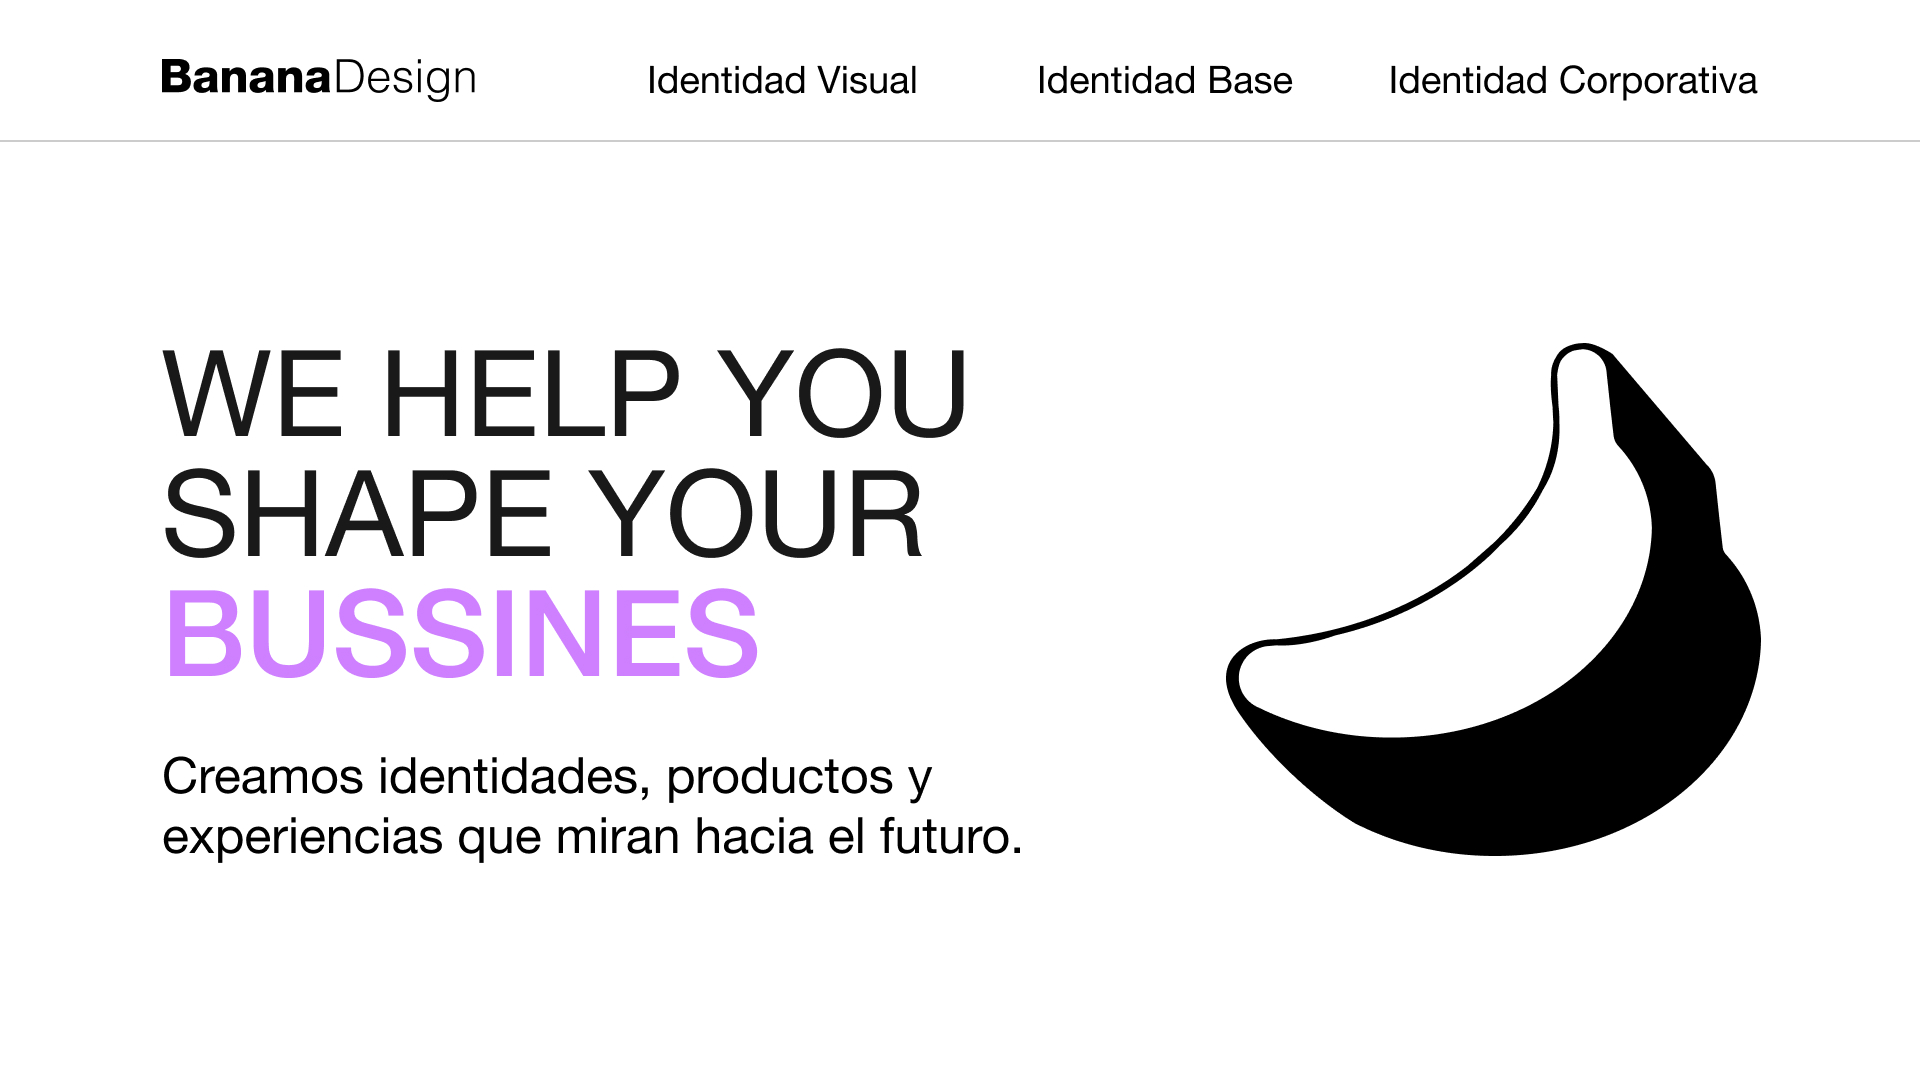 BananaDesign
Identidad Visual
Identidad Base
Identidad Corporativa
WE HELP YOU
SHAPE YOUR
BUSSINES
Creamos identidades, productos y
experiencias que miran hacia el futuro.